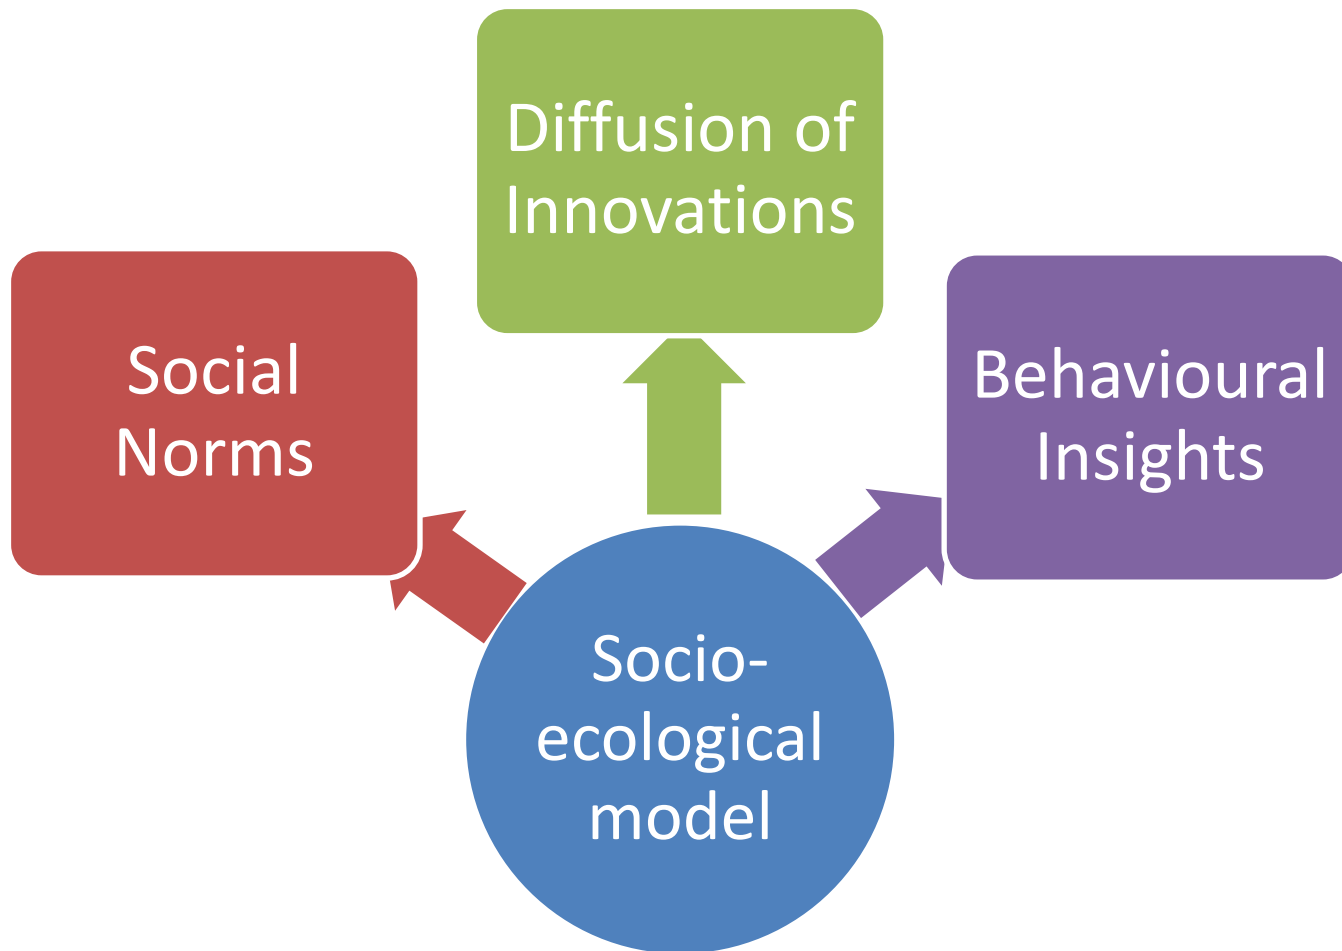 Diffusion of
Innovations
Social
Norms
Behavioural
Insights
Socio-
ecological
model